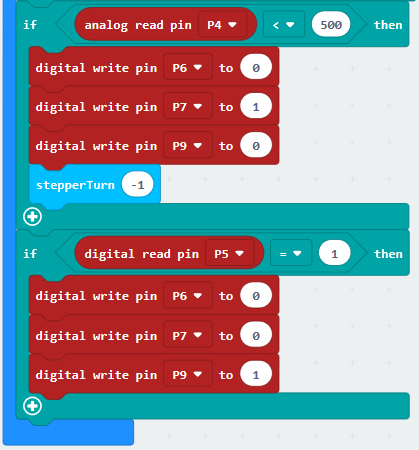 if analog read pin P4 < 500 then
digital write pin P6 to 0
digital write pin P7 to 1
digital write pin P9 to 0
stepperTurn -1
if digital read pin P5 = 1 then
digital write pin P6 to 0
digital write pin P7 to 0
digital write pin P9 to 1